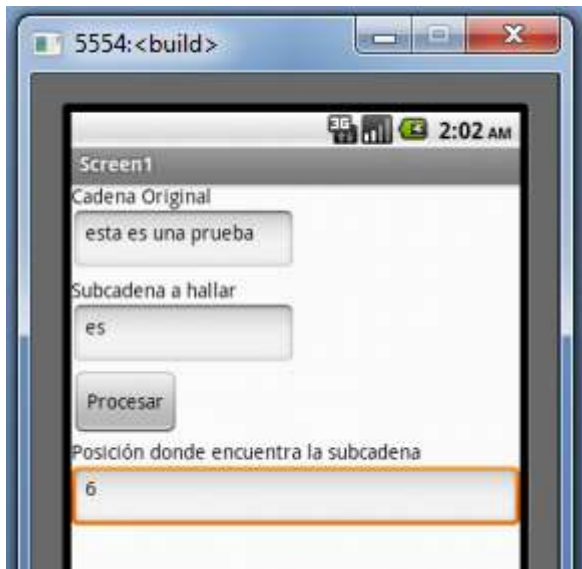 5554:<build>
3G 2:02 AM
Screen1
Cadena Original
esta es una prueba
Subcadena a hallar
es
Procesar
Posición donde encuentra la subcadena
6